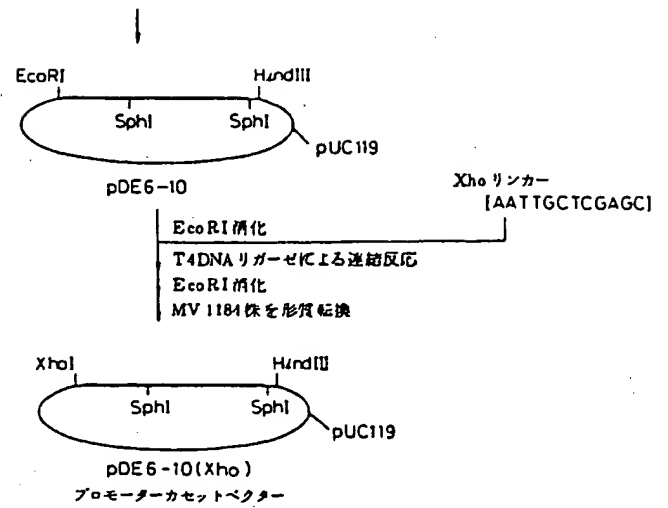 EcoRI HindIII
SphI SphI
pUC119
pDE6-10
Xho リンカー
[AATTGCTCGAGC]
EcoRI消化
T4DNAリガーゼによる連結反応
EcoRI消化
MV1184株を形質転換
XhoI HindIII
SphI SphI
pUC119
pDE6-10(Xho)
プロモーターカセットベクター